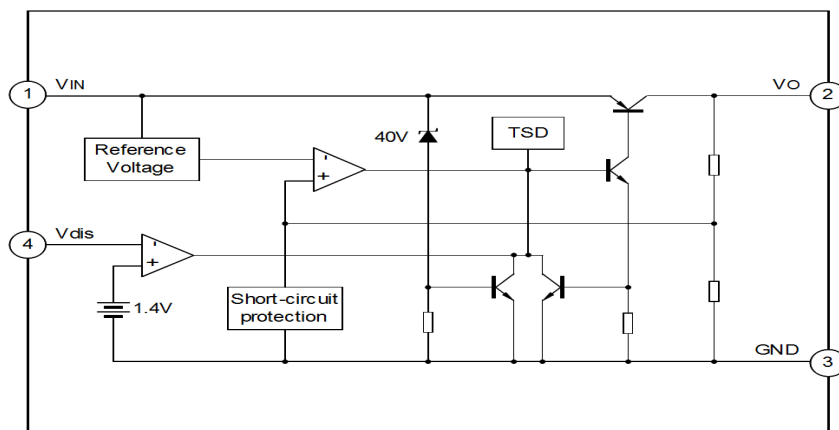 1
VIN
VO
2
TSD
40V
Reference
Voltage
-
+
4
Vdis
-
+
1.4V
Short-circuit
protection
GND
3